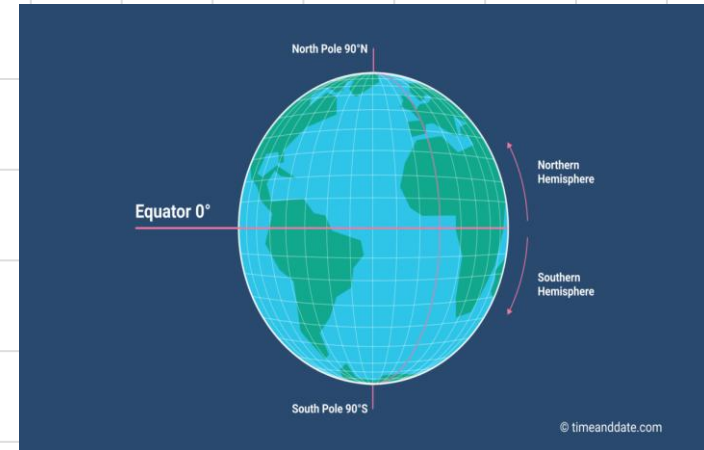 North Pole 90°N
Northern
Hemisphere
Equator 0°
Southern
Hemisphere
South Pole 90°S
© timeanddate.com